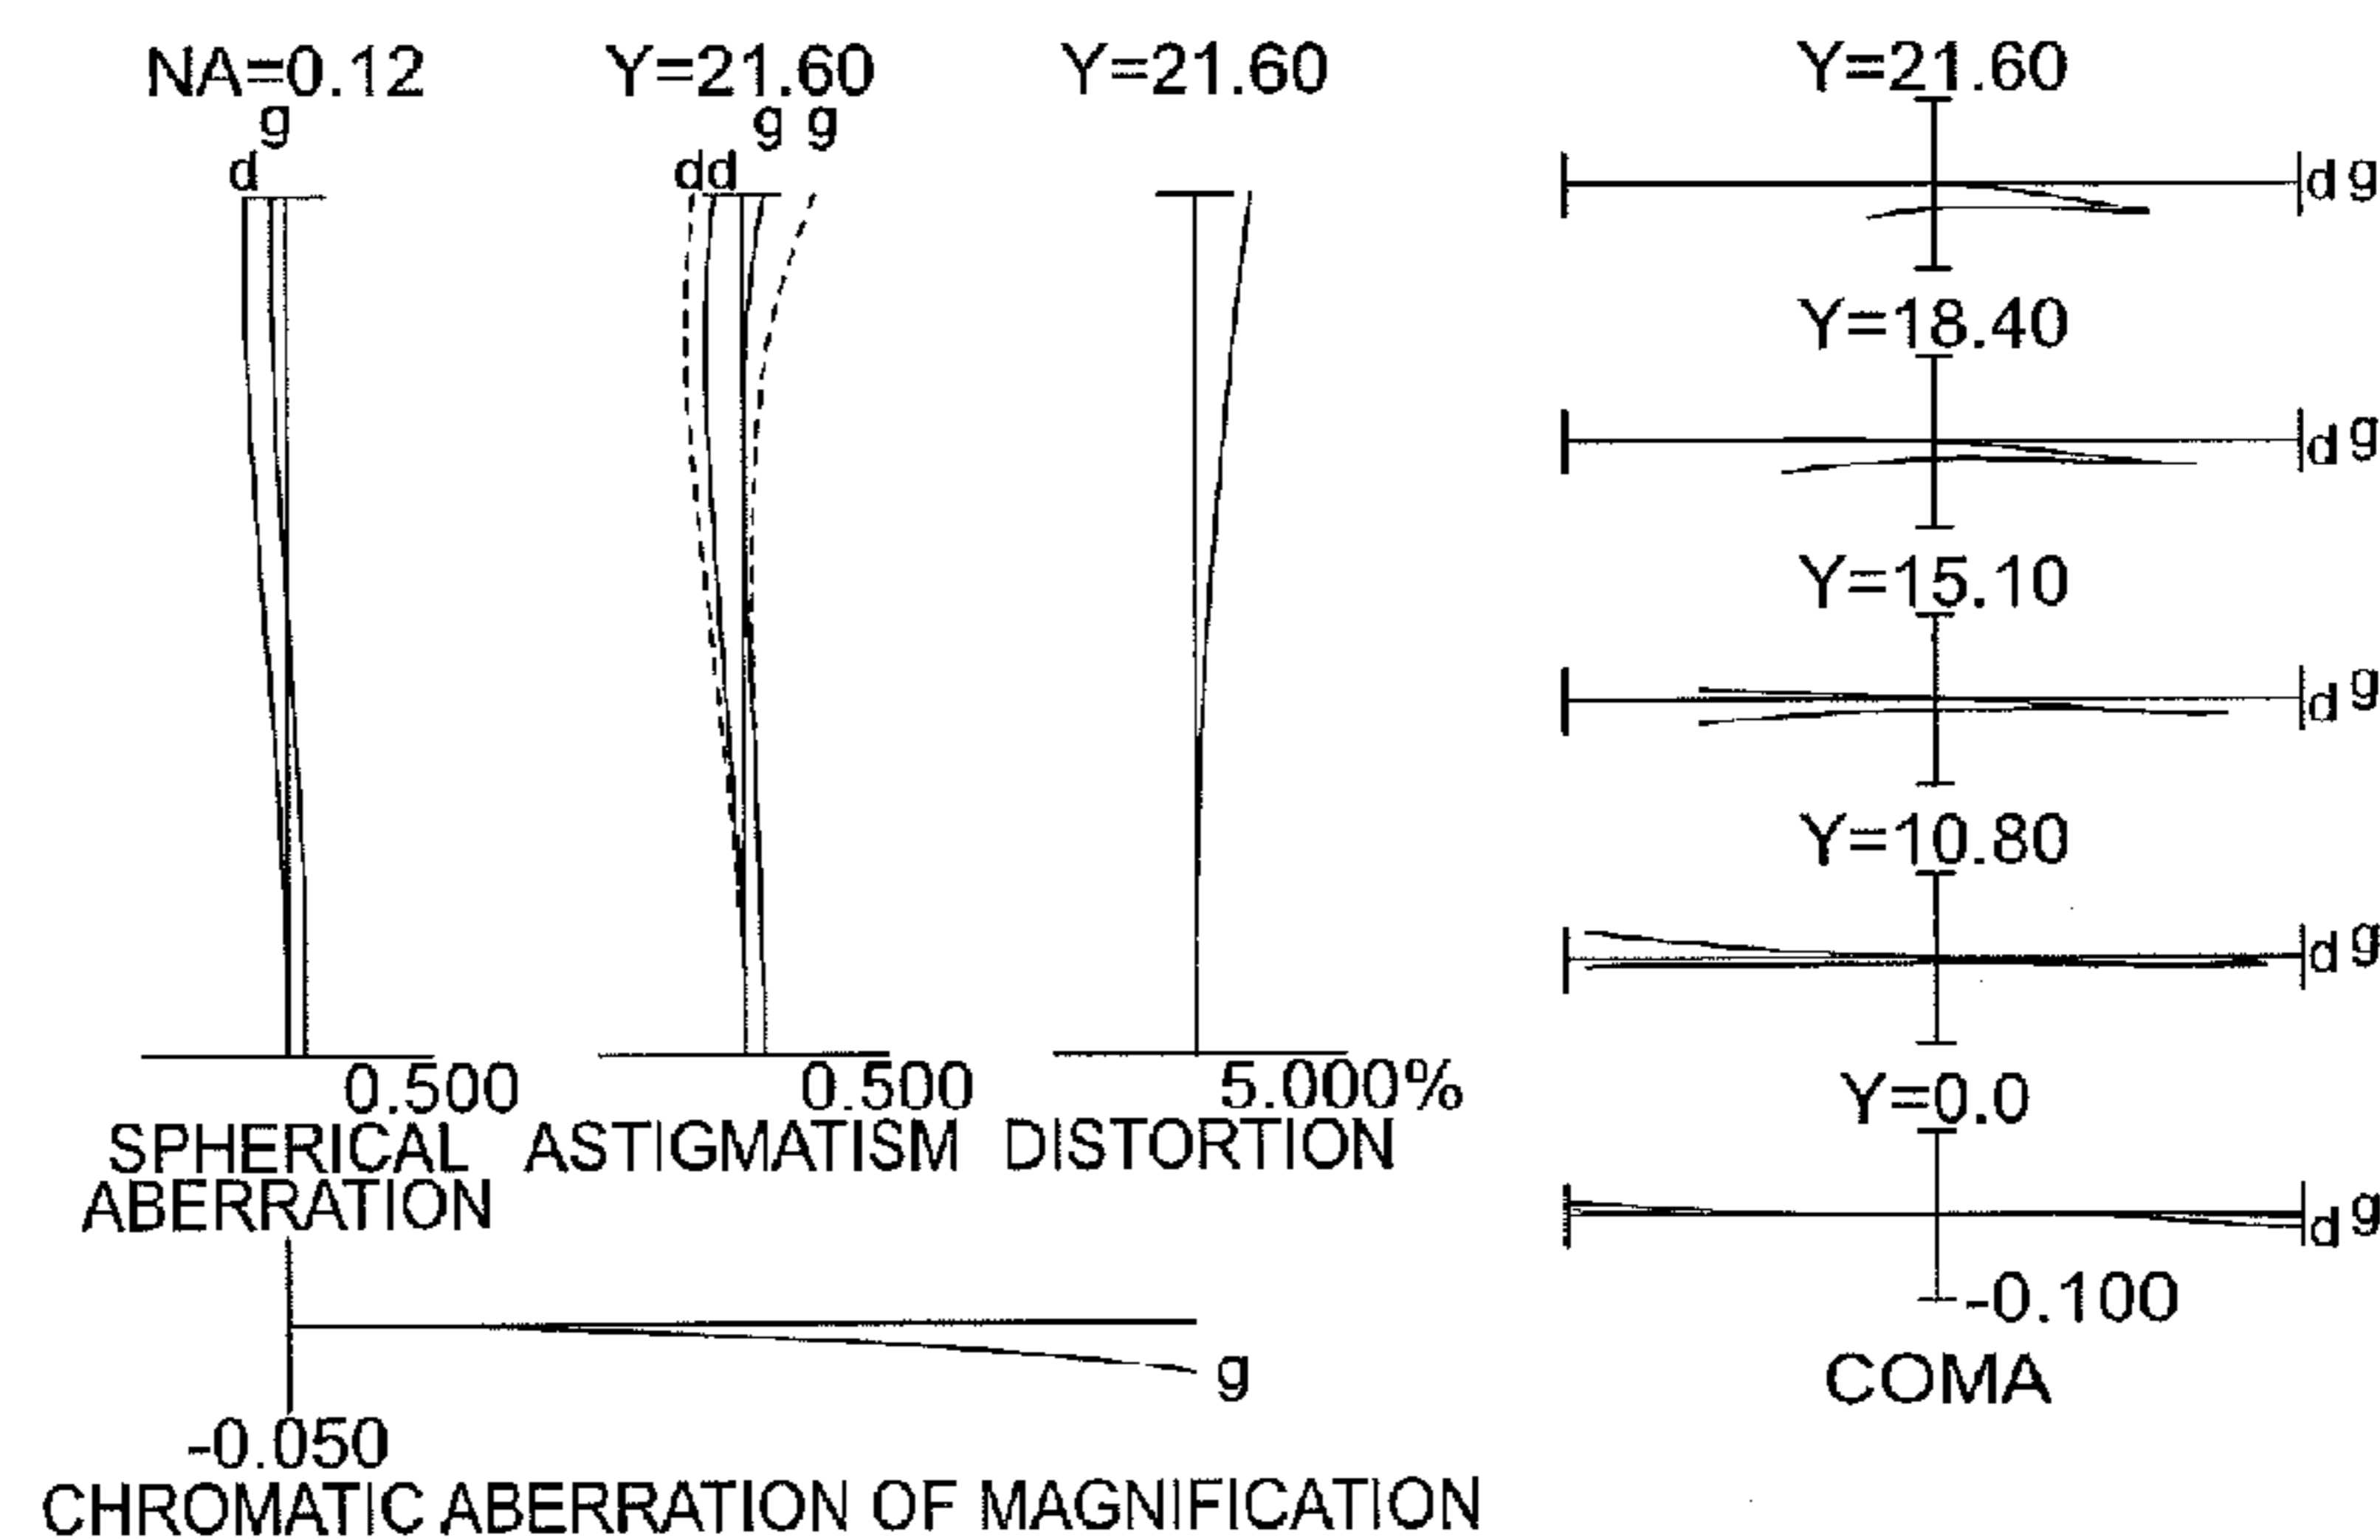 NA=0.12
g
d
0.500
SPHERICAL
ABERRATION
Y=21.60
g g
dd
0.500
ASTIGMATISM
Y=21.60
5.000%
DISTORTION
g
-0.050
CHROMATIC ABERRATION OF MAGNIFICATION
Y=21.60
d g
Y=18.40
d g
Y=15.10
d g
Y=10.80
d g
Y=0.0
d g
-0.100
COMA